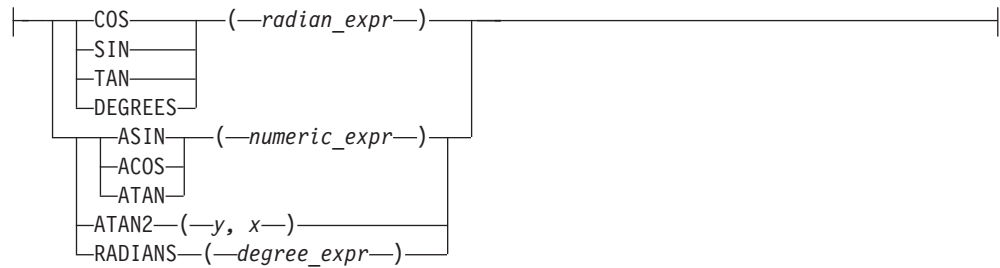 COS ( radian_expr )
SIN
TAN
DEGREES
ASIN ( numeric_expr )
ACOS
ATAN
ATAN2 ( y, x )
RADIANS ( degree_expr )